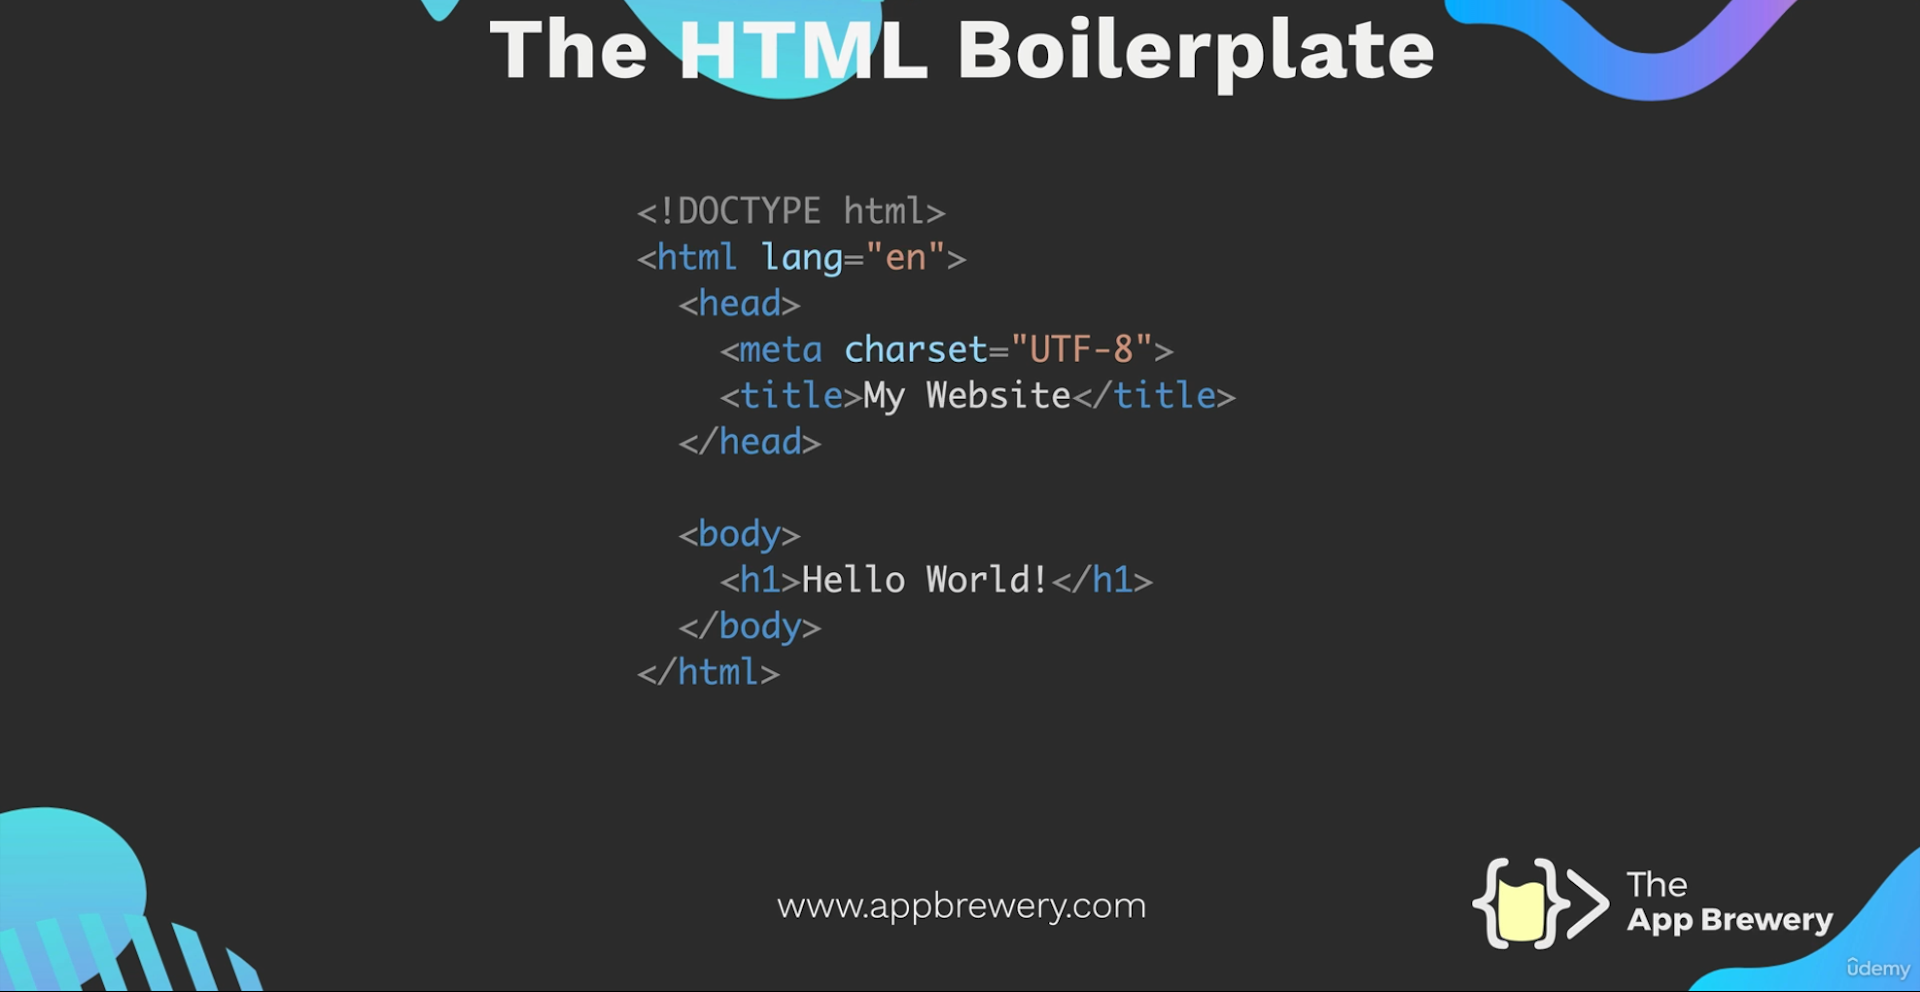 The HTML Boilerplate
<!DOCTYPE html>
<html lang="en">
<head>
<meta charset="UTF-8">
<title>My Website</title>
</head>
<body>
<h1>Hello World!</h1>
</body>
</html>
www.appbrewery.com
The
App Brewery
ûdemy